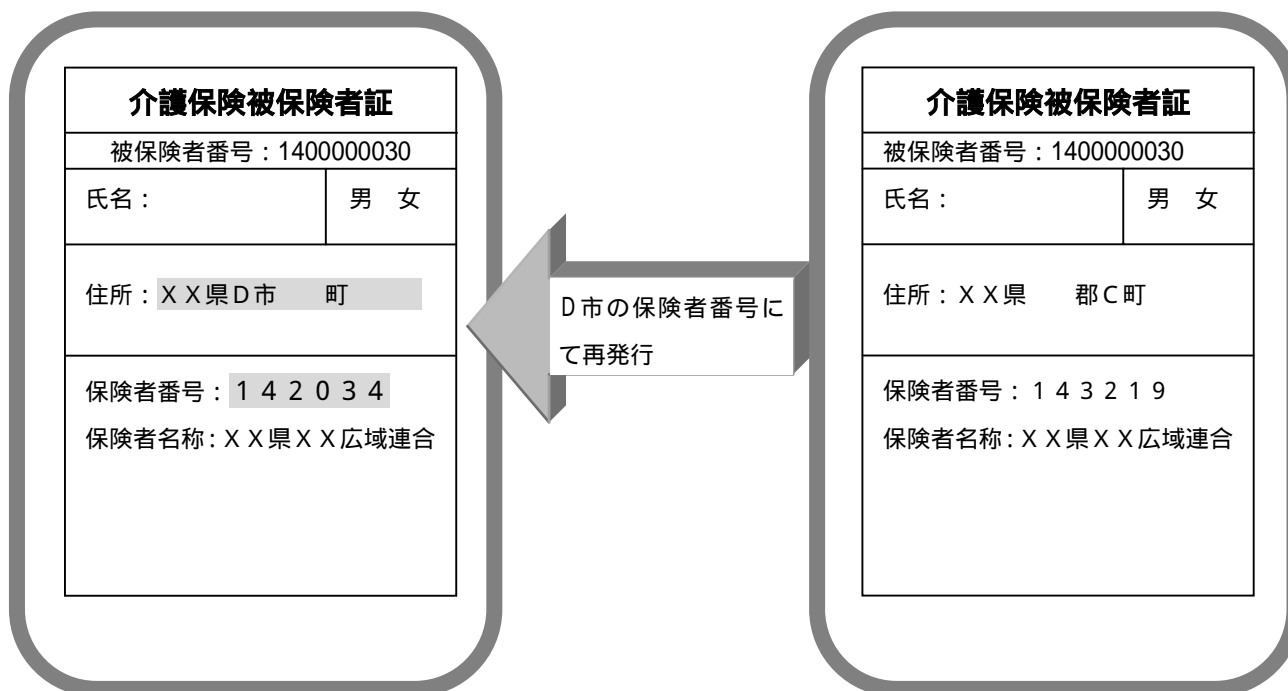 介護保険被保険者証
被保険者番号：1400000030
氏名：
男　女
住所：ＸＸ県Ｄ市　　町
保険者番号：１４２０３４
保険者名称：ＸＸ県ＸＸ広域連合
Ｄ市の保険者番号に
て再発行
介護保険被保険者証
被保険者番号：1400000030
氏名：
男　女
住所：ＸＸ県　　郡Ｃ町
保険者番号：１４３２１９
保険者名称：ＸＸ県ＸＸ広域連合